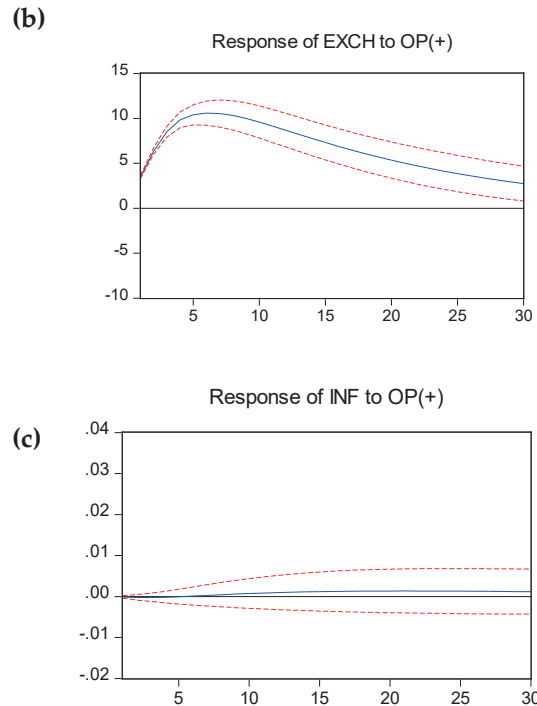 (b)
Response of EXCH to OP(+)
15
10
5
0
-5
-10
5 10 15 20 25 30
Response of INF to OP(+)
(c)
.04
.03
.02
.01
.00
-.01
-.02
5 10 15 20 25 30